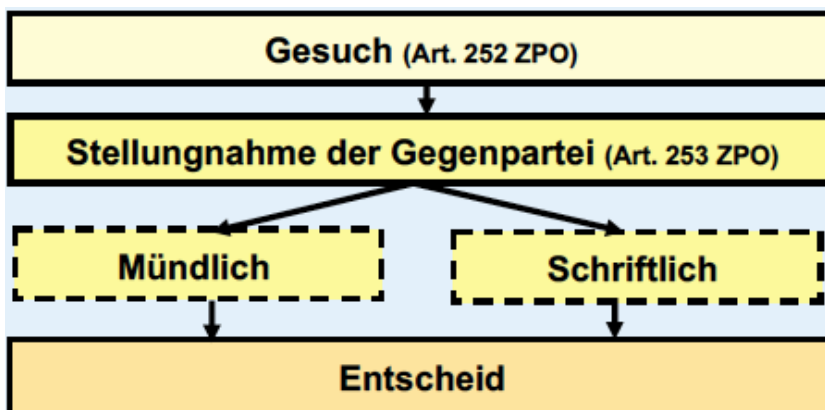 Gesuch (Art. 252 ZPO)
Stellungnahme der Gegenpartei (Art. 253 ZPO)
Mündlich
Schriftlich
Entscheid